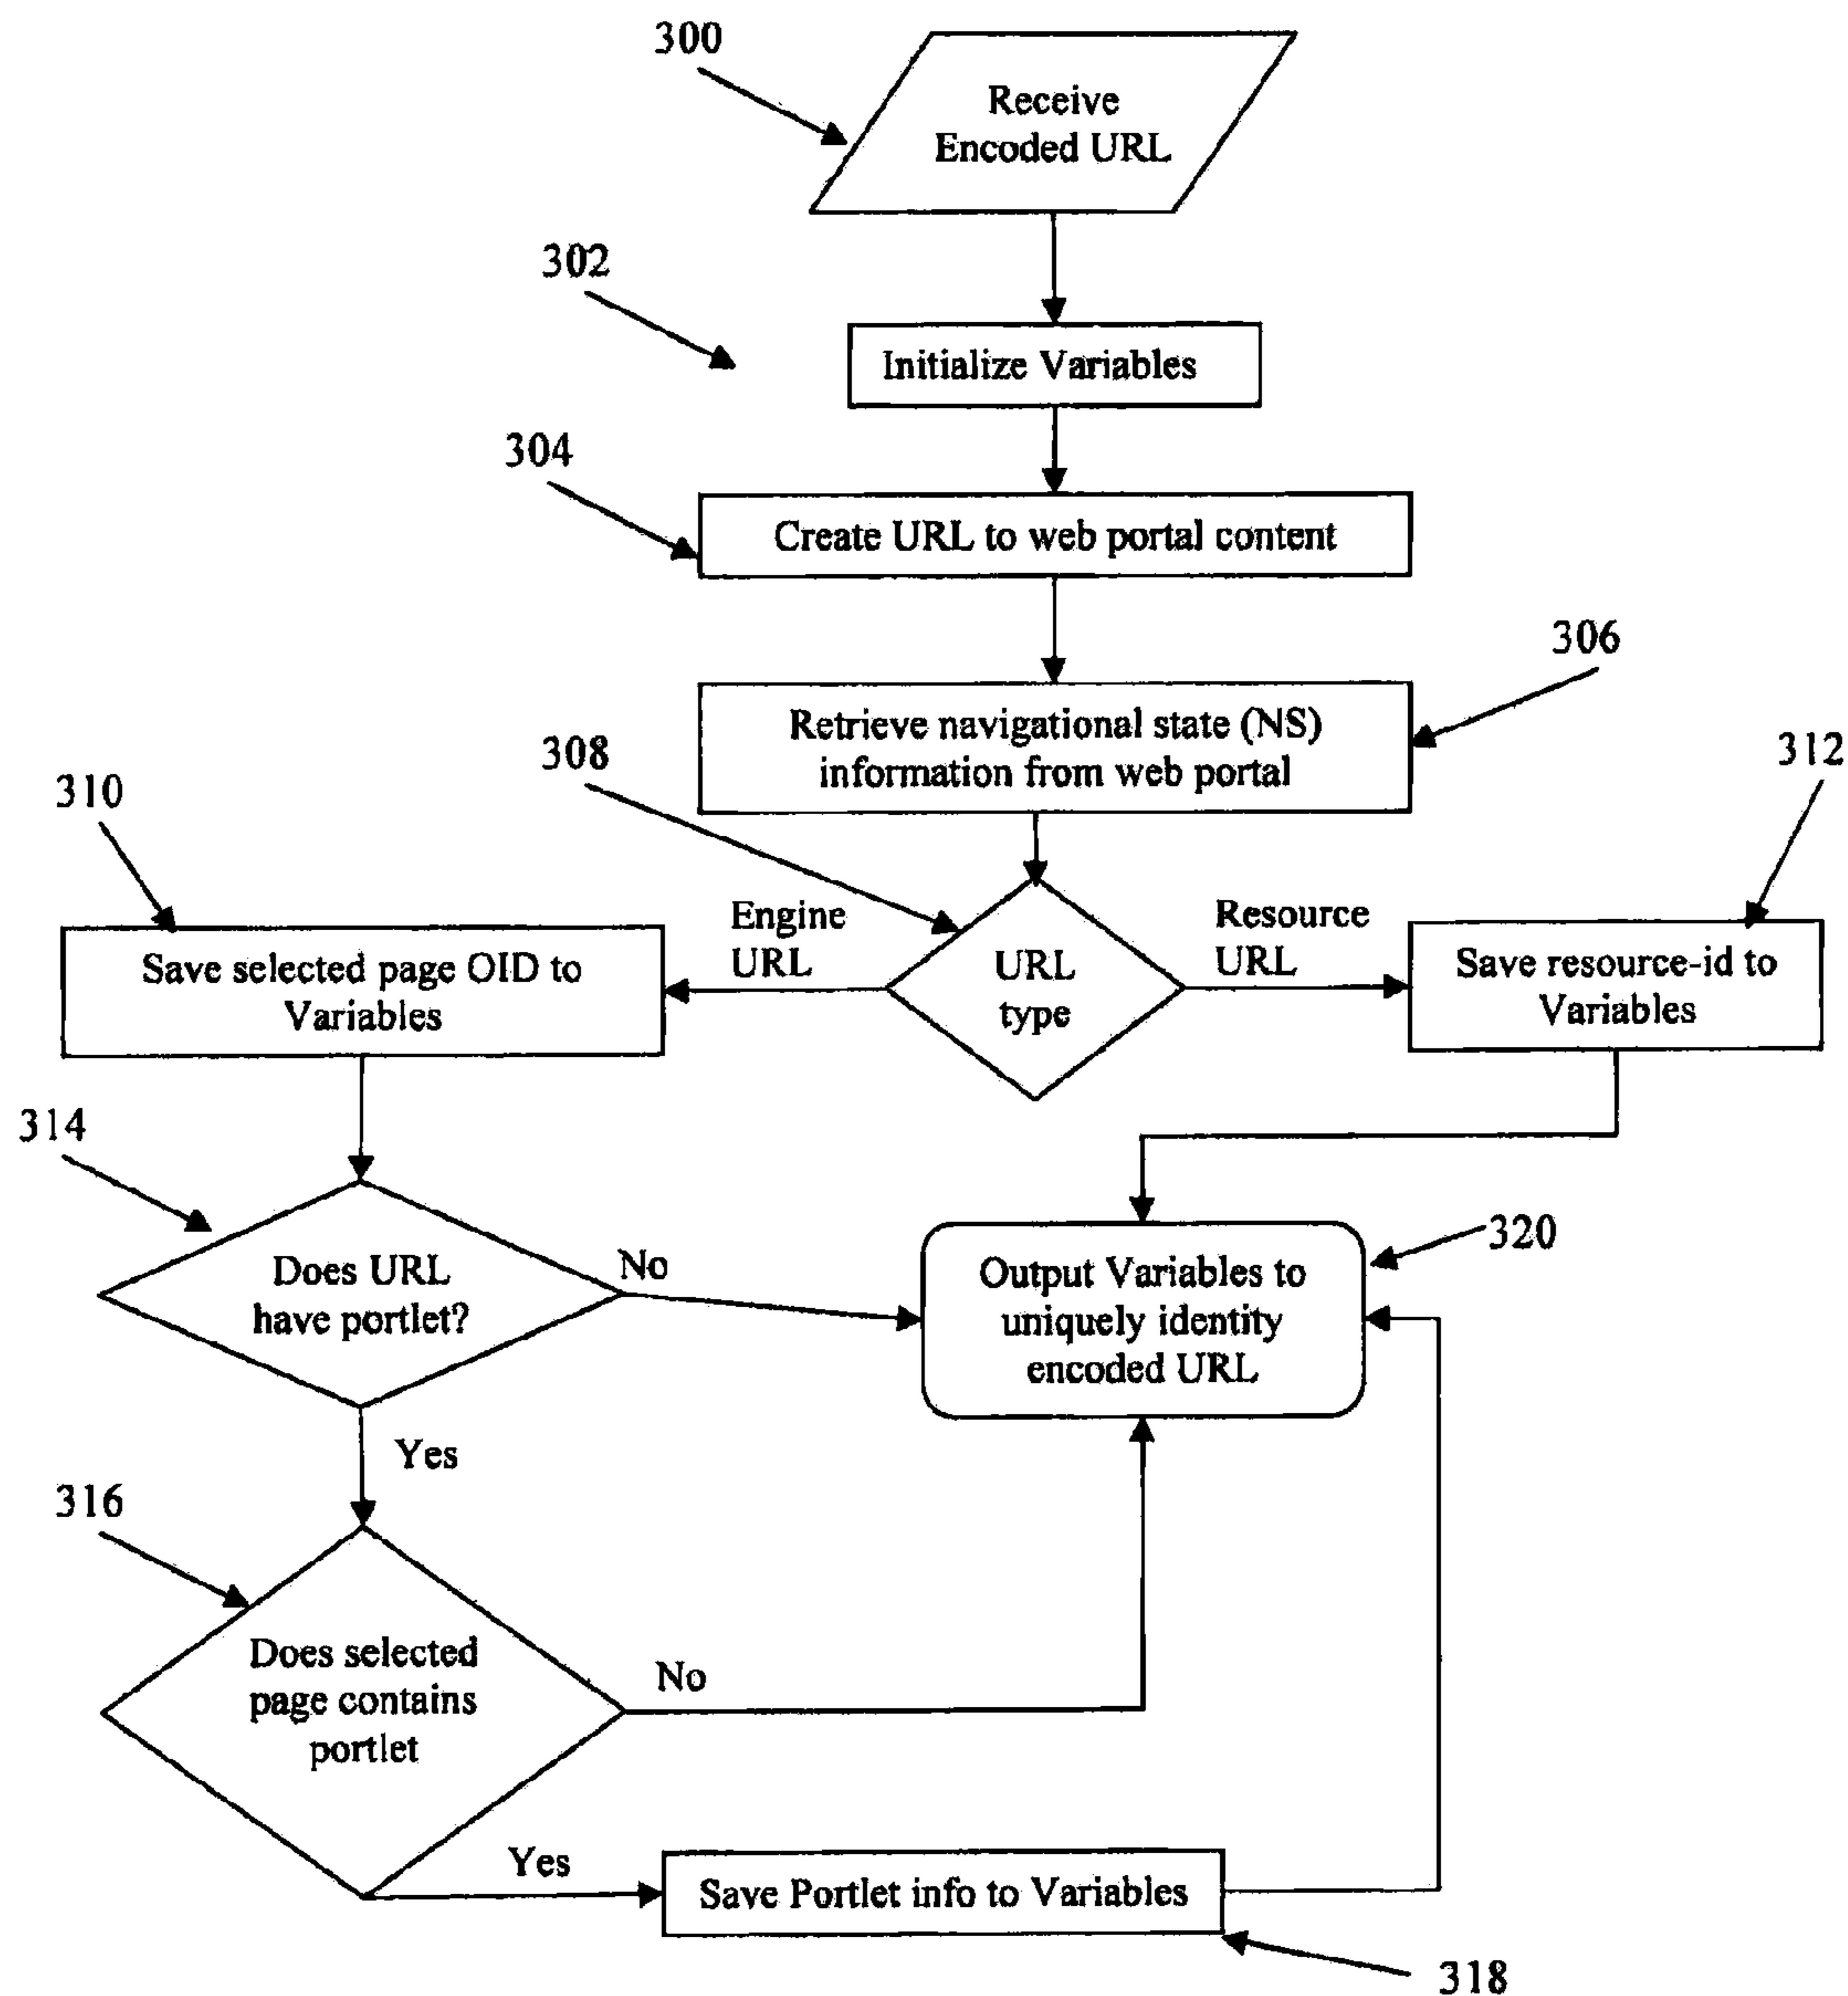 300
Receive
Encoded URL
302
Initialize Variables
304
Create URL to web portal content
306
Retrieve navigational state (NS)
information from web portal
308
312
310
Engine
URL
Resource
URL
URL
type
Save selected page OID to
Variables
Save resource-id to
Variables
314
Does URL
have portlet?
No
320
Output Variables to
uniquely identity
encoded URL
Yes
316
Does selected
page contains
portlet
No
Yes
Save Portlet info to Variables
318